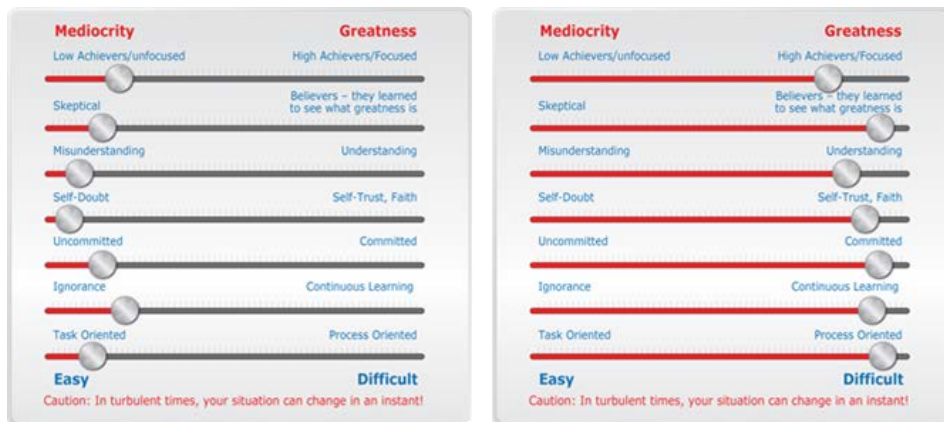 Mediocrity Greatness
Low Achievers/unfocused High Achievers/Focused
Skeptical Believers – they learned
to see what greatness is
Misunderstanding Understanding
Self-Doubt Self-Trust, Faith
Uncommitted Committed
Ignorance Continuous Learning
Task Oriented Process Oriented
Easy Difficult
Caution: In turbulent times, your situation can change in an instant!
Mediocrity Greatness
Low Achievers/unfocused High Achievers/Focused
Skeptical Believers – they learned
to see what greatness is
Misunderstanding Understanding
Self-Doubt Self-Trust, Faith
Uncommitted Committed
Ignorance Continuous Learning
Task Oriented Process Oriented
Easy Difficult
Caution: In turbulent times, your situation can change in an instant!